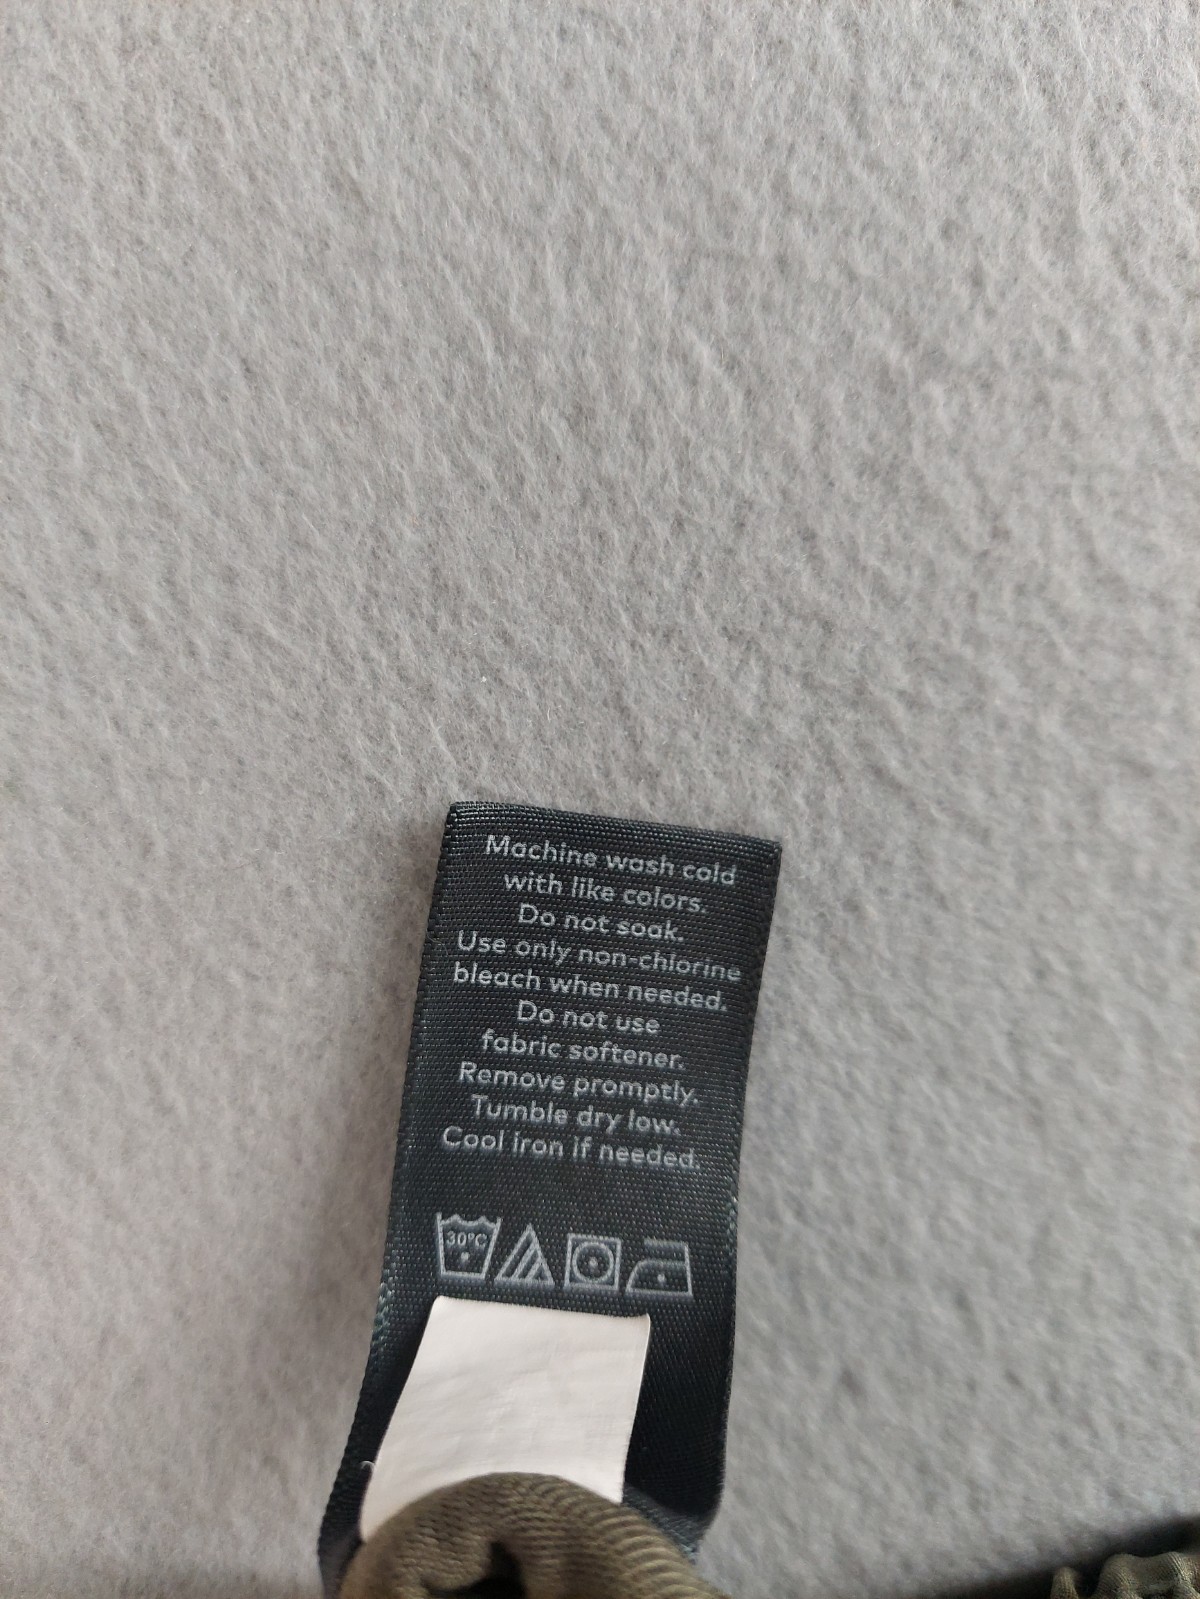 Machine wash cold
with like colors.
Do not soak.
Use only non-chlorine
bleach when needed.
Do not use
fabric softener.
Remove promptly.
Tumble dry low.
Cool iron if needed.
30°C